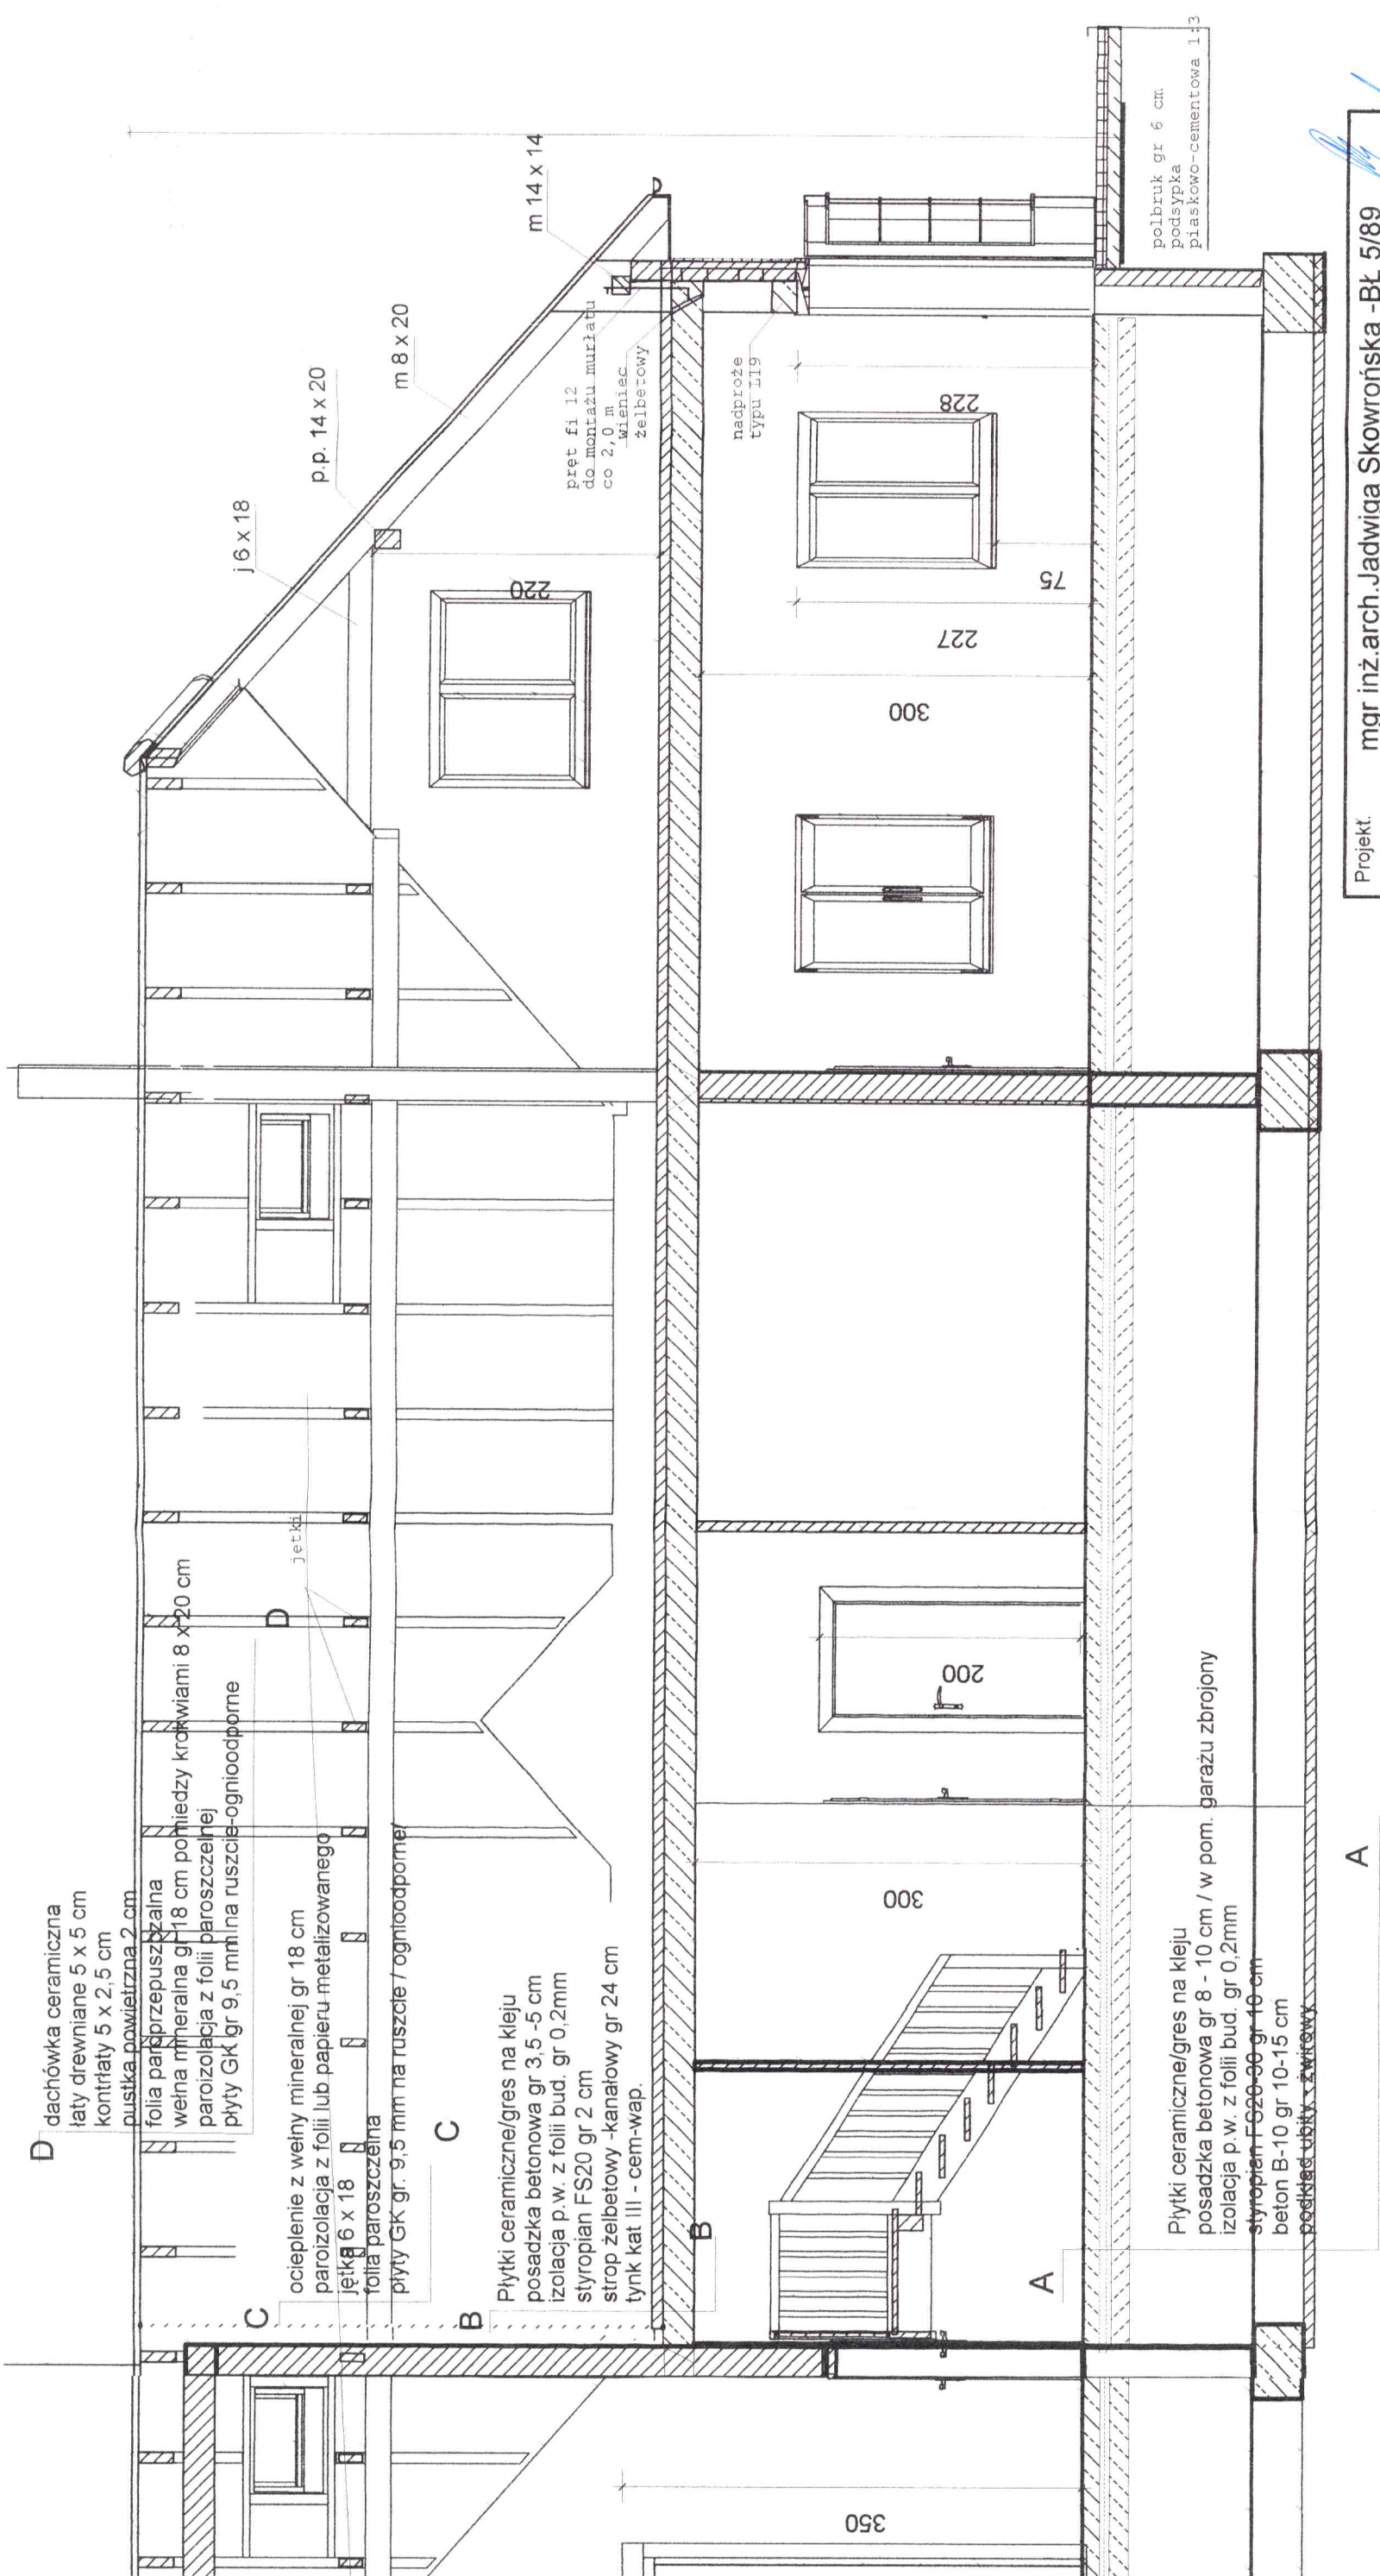 D
dachówka ceramiczna
łaty drewniane 5 x 5 cm
kontrłaty 5 x 2,5 cm
pustka powietrzna 2 cm
folia paroprzepuszczalna
wełna mineralna gr 18 cm pomiedzy krokwiami 8 x 20 cm
paroizolacja z folii paroszczelnej
płyty GK gr 9,5 mm na ruszcie-ognioodporne
D
jętki
C
ocieplenie z wełny mineralnej gr 18 cm
paroizolacja z folii lub papieru metalizowanego
jętka 6 x 18
folia paroszczelna
płyty GK gr. 9,5 mm na ruszcie / ognioodporne/
C
B
Płytki ceramiczne/gres na kleju
posadzka betonowa gr 3,5 -5 cm
izolacja p.w. z folii bud. gr 0,2mm
styropian FS20 gr 2 cm
strop żelbetowy -kanałowy gr 24 cm
tynk kat III - cem-wap.
B
j 6 x 18
p.p. 14 x 20
m 8 x 20
m 14 x 14
220
pręt fi 12
do montażu murłatu
co 2,0 m
Wieniec
żelbetowy
nadproże
typu L19
228
75
227
300
200
300
350
polbruk gr 6 cm
podsypka
piaskowo-cementowa 1:3
A
Płytki ceramiczne/gres na kleju
posadzka betonowa gr 8 - 10 cm / w pom. garażu zbrojony
izolacja p.w. z folii bud. gr 0,2mm
styropian FS20-30 gr 10 cm
beton B-10 gr 10-15 cm
podkład ubity - żwirowy
A
Projekt. mgr inż.arch.Jadwiga Skowrońska -BŁ 5/89